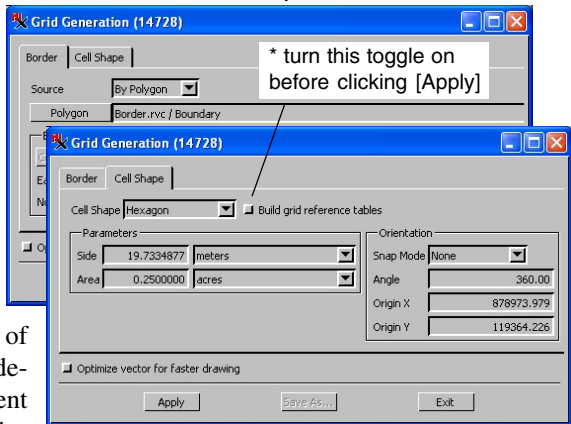 Grid Generation (14728)
Border Cell Shape
* turn this toggle on
before clicking [Apply]
Source By Polygon
Polygon Border.rvc / Boundary
Grid Generation (14728)
Border Cell Shape
Cell Shape Hexagon Build grid reference tables
Parameters
Side 19.7334877 meters
Area 0.2500000 acres
Orientation
Snap Mode None
Angle 360.00
Origin X 878973.979
Origin Y 119364.226
Optimize vector for faster drawing
Apply Save As... Exit
of
de-
ent